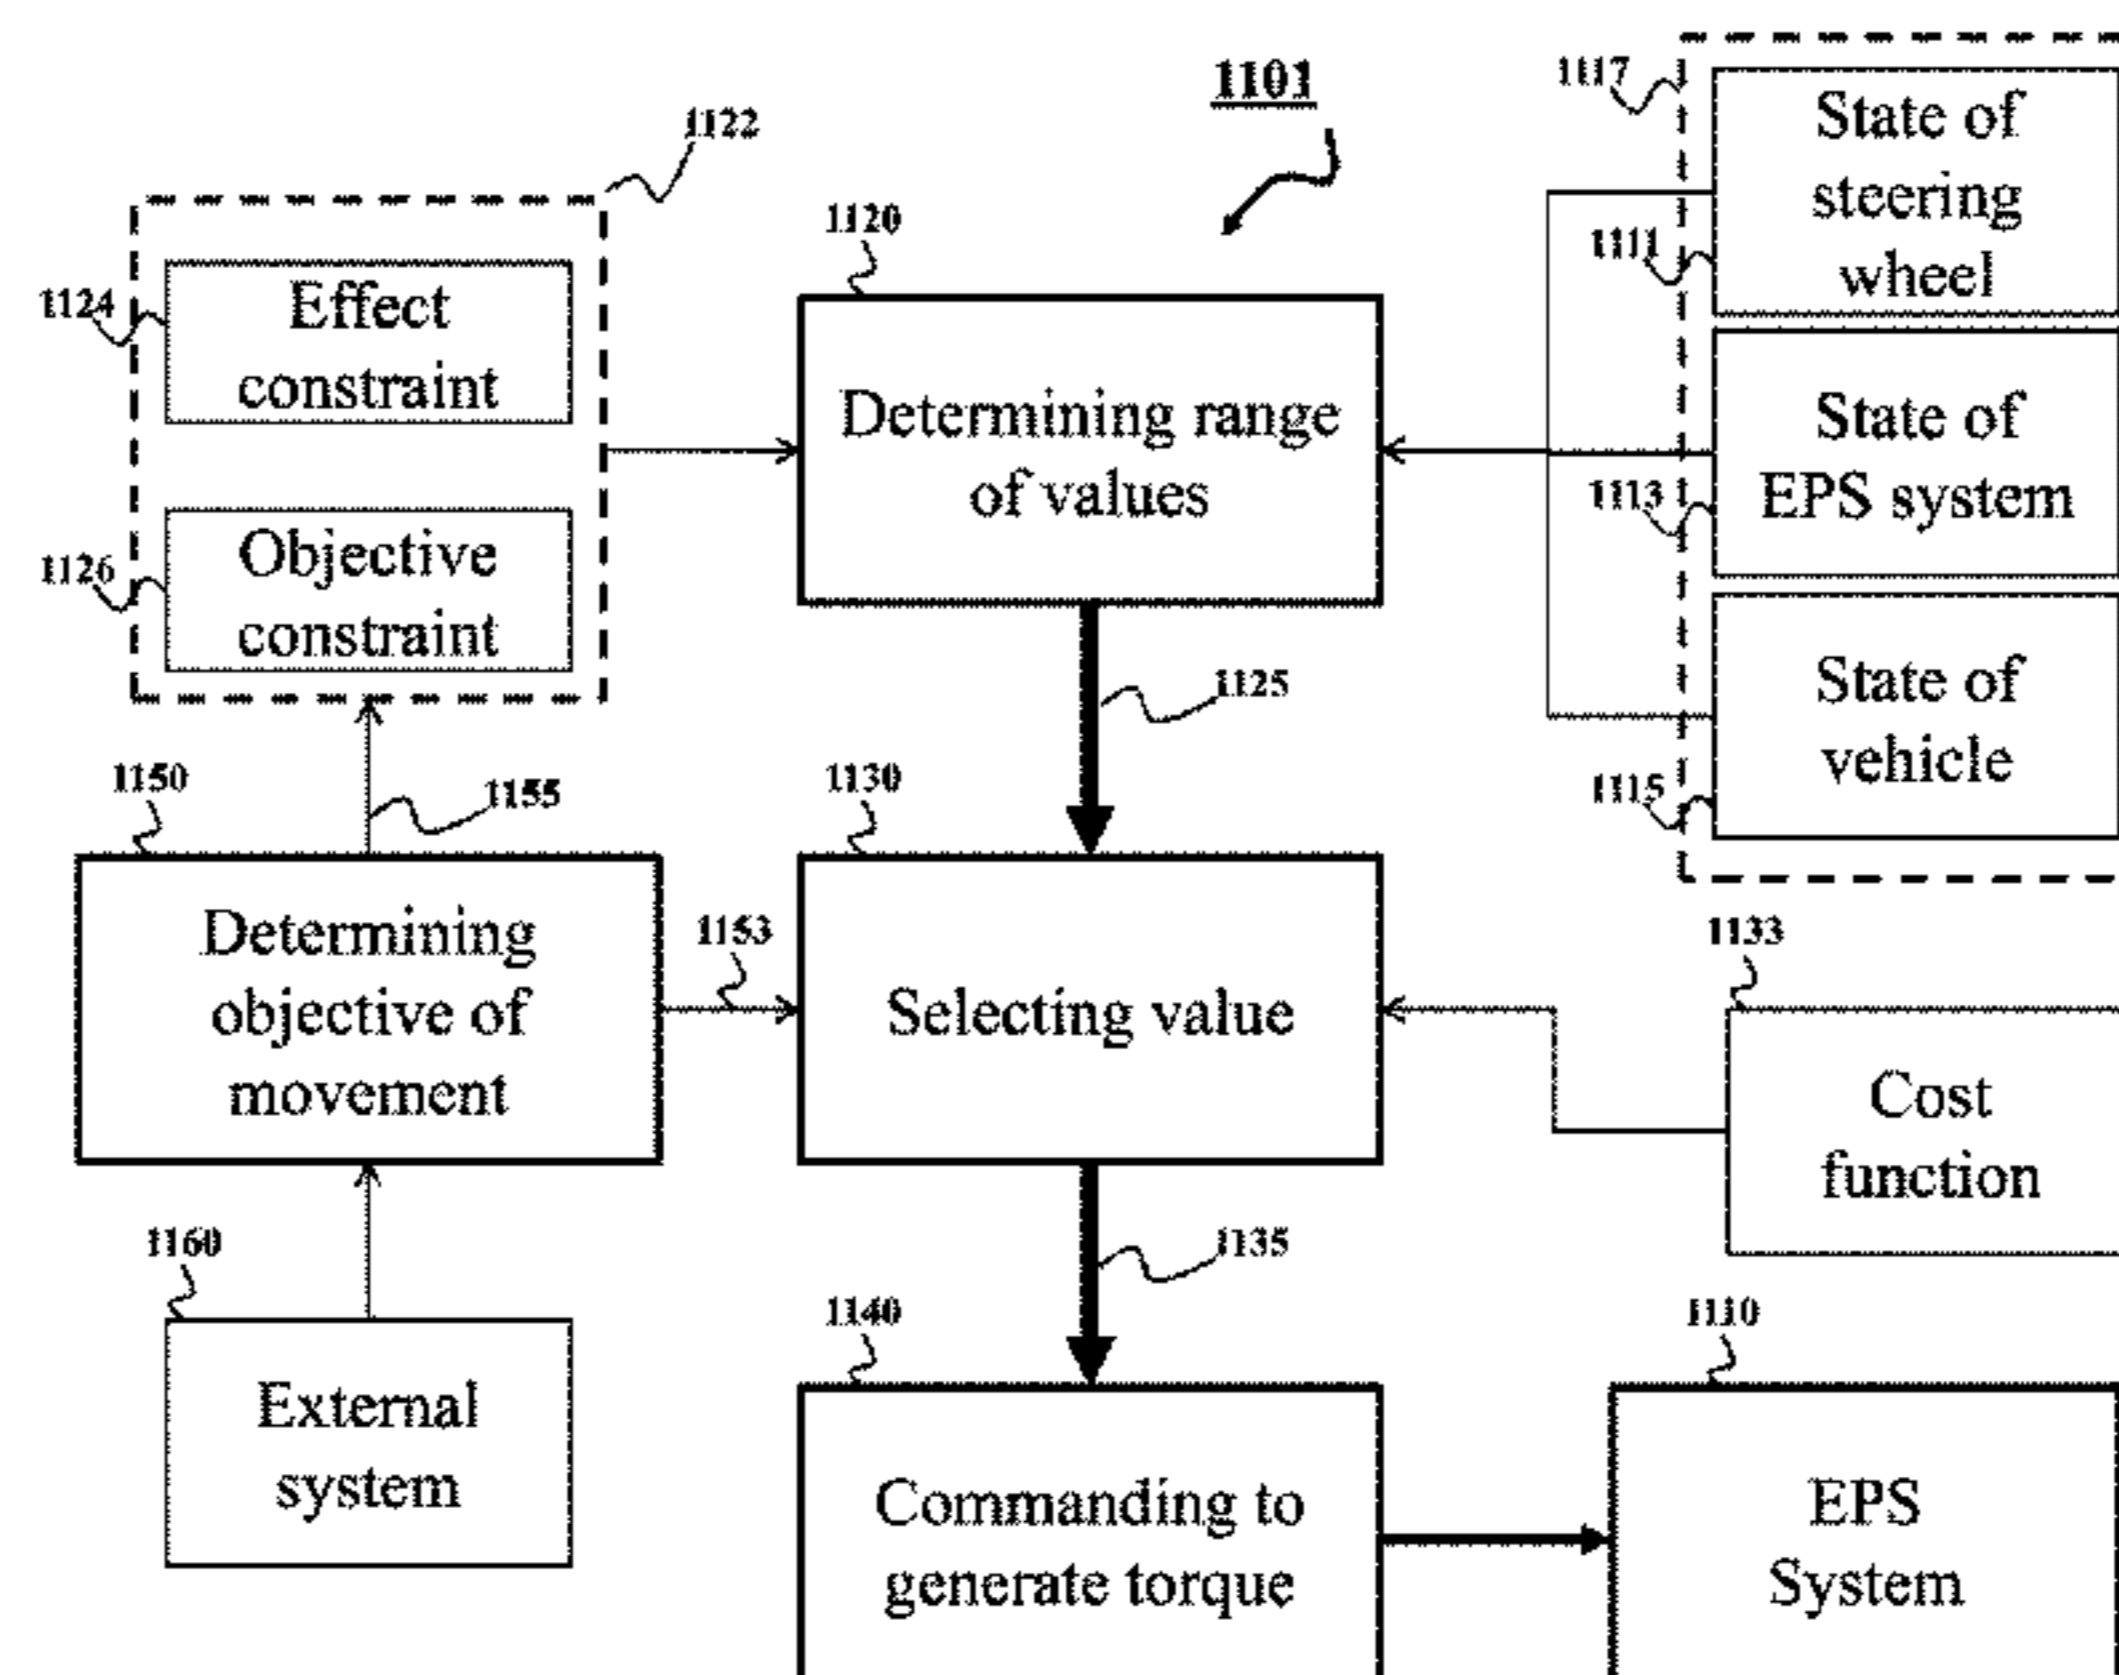 1101
1117
State of
steering
wheel
1111
1122
1120
1124
Effect
constraint
Determining range
of values
State of
EPS system
1113
1126
Objective
constraint
1125
State of
vehicle
1115
1150
1155
1130
Determining
objective of
movement
1153
Selecting value
1133
Cost
function
1160
1135
1140
1110
External
system
Commanding to
generate torque
EPS
System